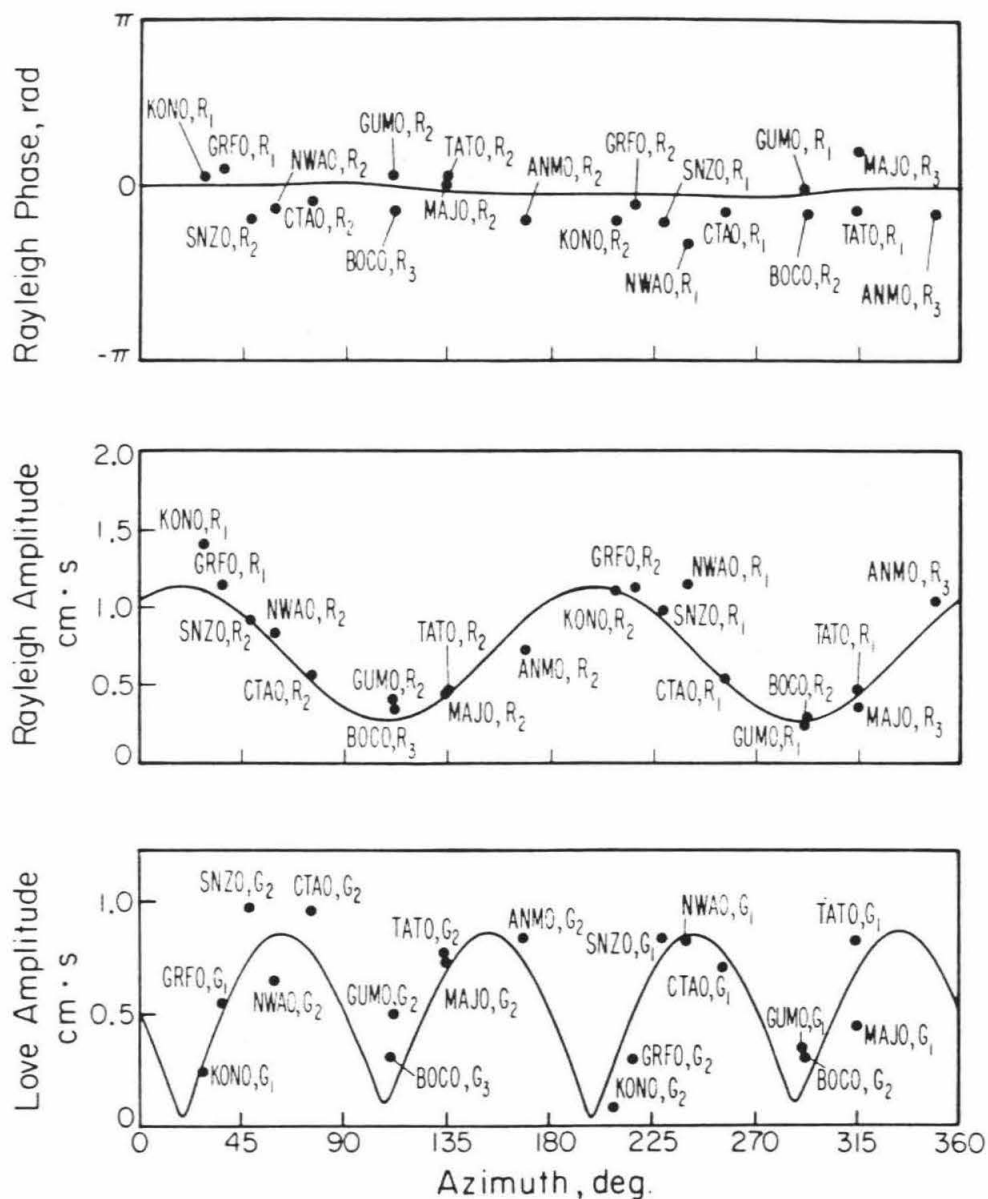 π
KONO, R₁
GRFO, R₁
NWAO, R₂
GUMO, R₂
TATO, R₂
ANMO, R₂
GRFO, R₂
SNZO, R₁
GUMO, R₁
MAJO, R₃
0
SNZO, R₂
CTAO, R₂
BOCO, R₃
MAJO, R₂
KONO, R₂
NWAO, R₁
CTAO, R₁
BOCO, R₂
TATO, R₁
ANMO, R₃
-π
Rayleigh Phase, rad
2.0
1.5
1.0
0.5
0
Rayleigh Amplitude
cm · s
KONO, R₁
GRFO, R₁
SNZO, R₂
NWAO, R₂
CTAO, R₂
GUMO, R₂
BOCO, R₃
TATO, R₂
MAJO, R₂
ANMO, R₂
GRFO, R₂
KONO, R₂
NWAO, R₁
SNZO, R₁
CTAO, R₁
BOCO, R₂
GUMO, R₁
TATO, R₁
MAJO, R₃
ANMO, R₃
1.0
0.5
0
Love Amplitude
cm · s
SNZO, G₂
CTAO, G₂
GRFO, G₁
NWAO, G₂
KONO, G₁
TATO, G₂
GUMO, G₂
MAJO, G₂
BOCO, G₃
ANMO, G₂
SNZO, G₁
NWAO, G₁
CTAO, G₁
GRFO, G₂
KONO, G₂
TATO, G₁
GUMO, G₁
MAJO, G₁
BOCO, G₂
0 45 90 135 180 225 270 315 360
Azimuth, deg.